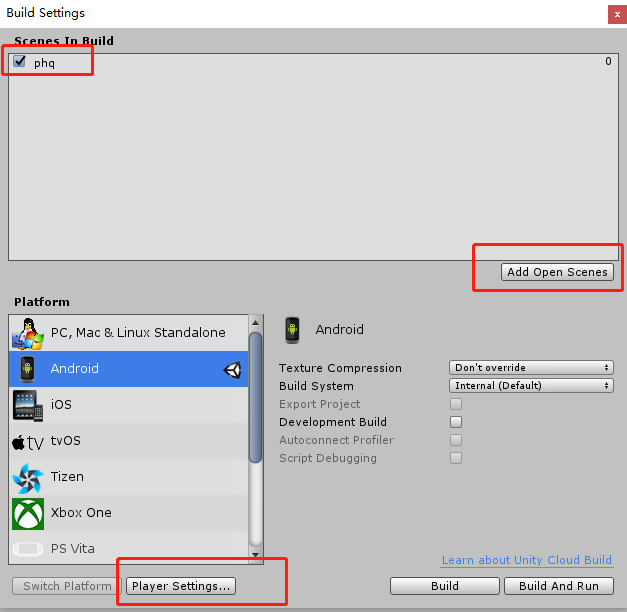 Build Settings
x
Scenes In Build
phq 0
Add Open Scenes
Platform
PC, Mac & Linux Standalone
Android
iOS
tv tvOS
Tizen
Xbox One
PS Vita
Android
Texture Compression Don't override
Build System Internal (Default)
Export Project
Development Build
Autoconnect Profiler
Script Debugging
Learn about Unity Cloud Build
Switch Platform Player Settings... Build Build And Run